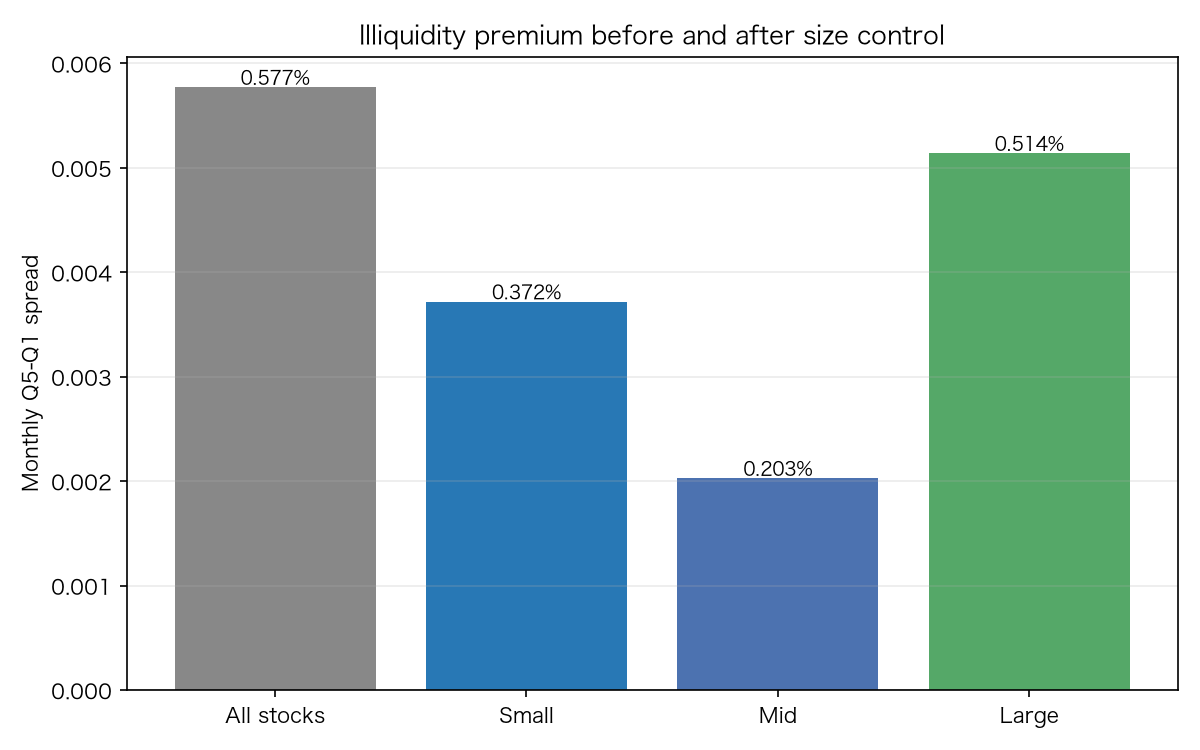 Illiquidity premium before and after size control
Monthly Q5-Q1 spread
0.006
0.005
0.004
0.003
0.002
0.001
0.000
0.577%
0.372%
0.203%
0.514%
All stocks
Small
Mid
Large